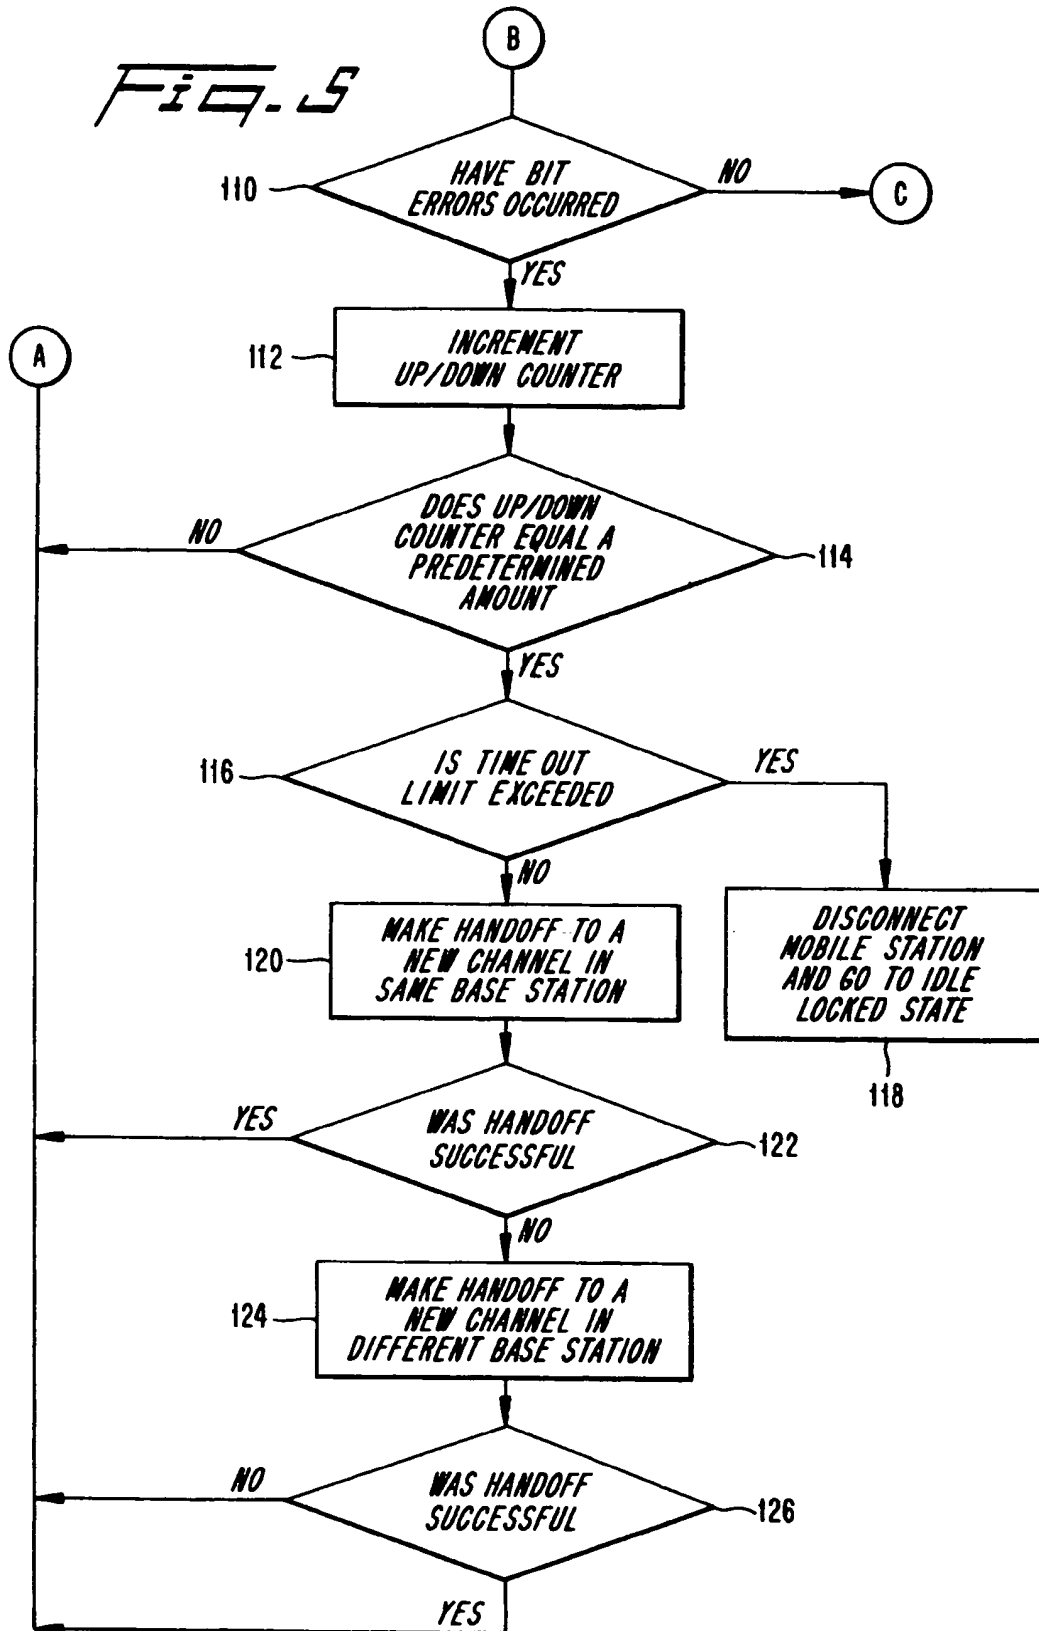 B
Fig. 5
HAVE BIT
ERRORS OCCURRED
110
NO
C
YES
A
INCREMENT
UP/DOWN COUNTER
112
DOES UP/DOWN
COUNTER EQUAL A
PREDETERMINED
AMOUNT
NO
114
YES
IS TIME OUT
LIMIT EXCEEDED
116
YES
NO
MAKE HANDOFF TO A
NEW CHANNEL IN
SAME BASE STATION
120
DISCONNECT
MOBILE STATION
AND GO TO IDLE
LOCKED STATE
118
YES
WAS HANDOFF
SUCCESSFUL
122
NO
MAKE HANDOFF TO A
NEW CHANNEL IN
DIFFERENT BASE STATION
124
NO
WAS HANDOFF
SUCCESSFUL
126
YES